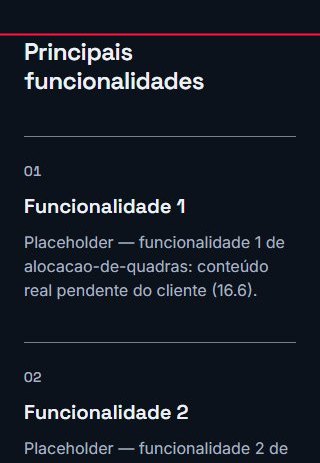 Principais
funcionalidades
01
Funcionalidade 1
Placeholder — funcionalidade 1 de
alocacao-de-quadras: conteúdo
real pendente do cliente (16.6).
02
Funcionalidade 2
Placeholder — funcionalidade 2 de